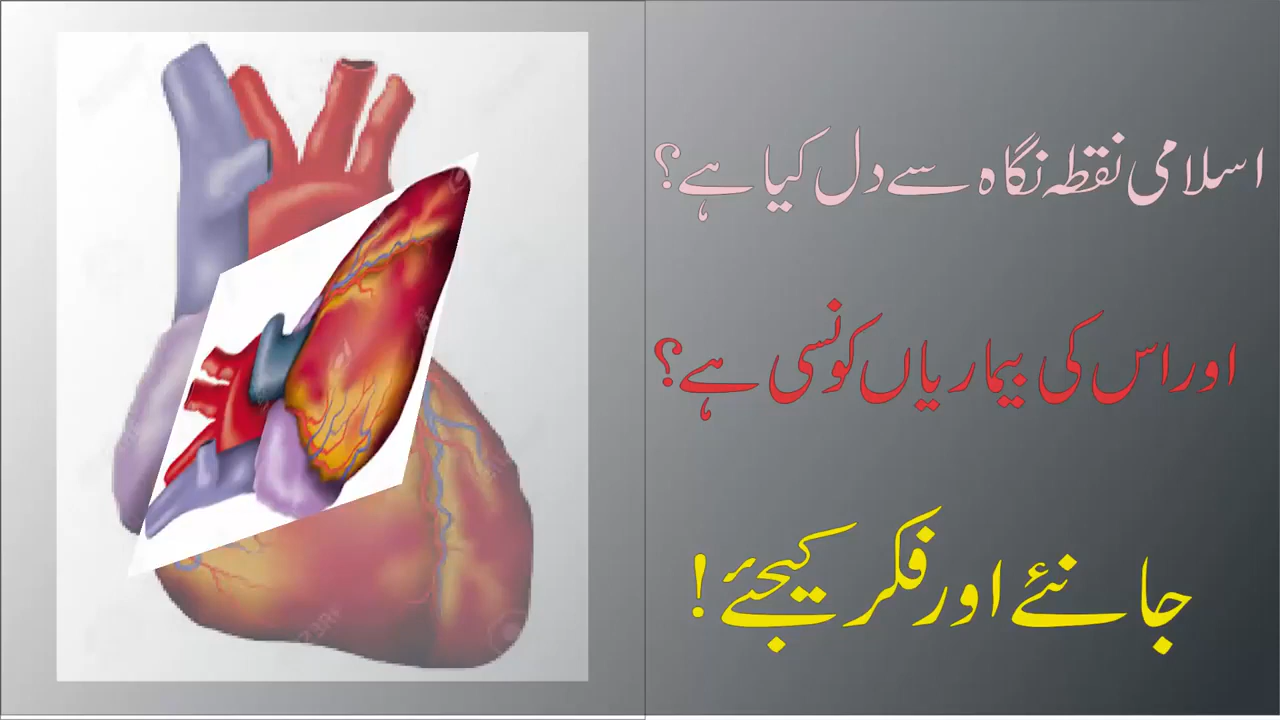 اسلامی نقطہ نگاہ سے دل کیا ہے؟
اور اس کی بیماریاں کونسی ہے؟
جانئے اور فکر کیجئے!